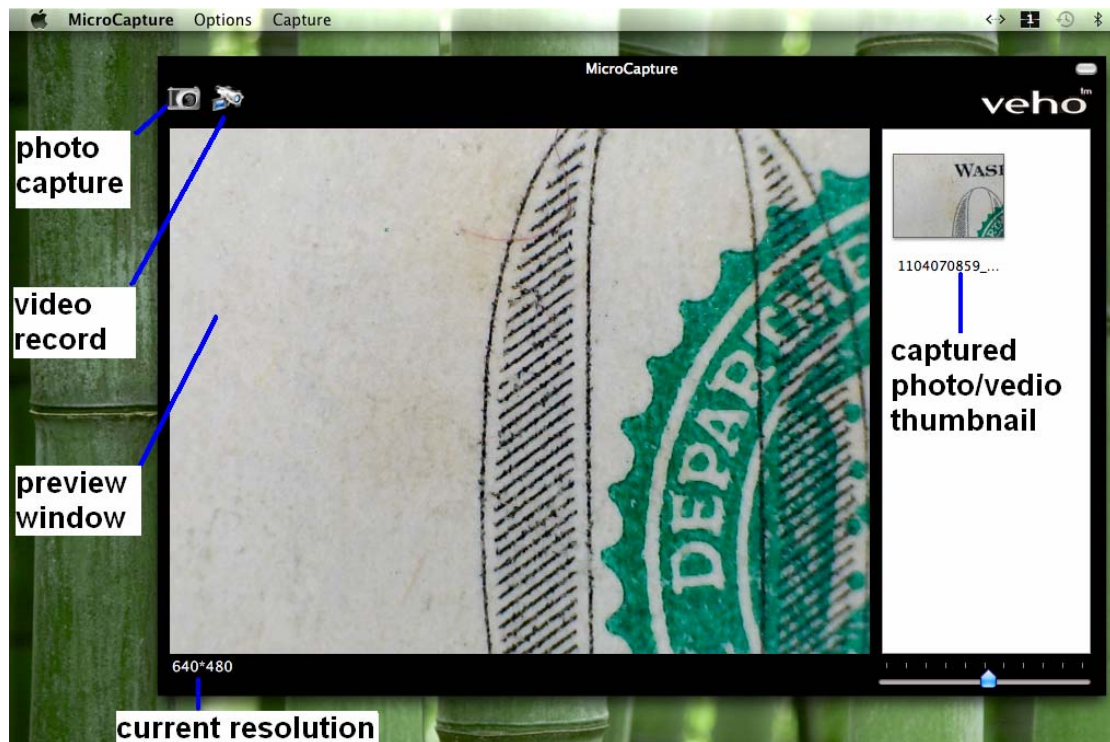 MicroCapture Options Capture
1
MicroCapture
veho
tm
photo
capture
WASI
1104070859_...
DEPARTME
video
record
captured
photo/vedio
thumbnail
preview
window
640*480
current resolution